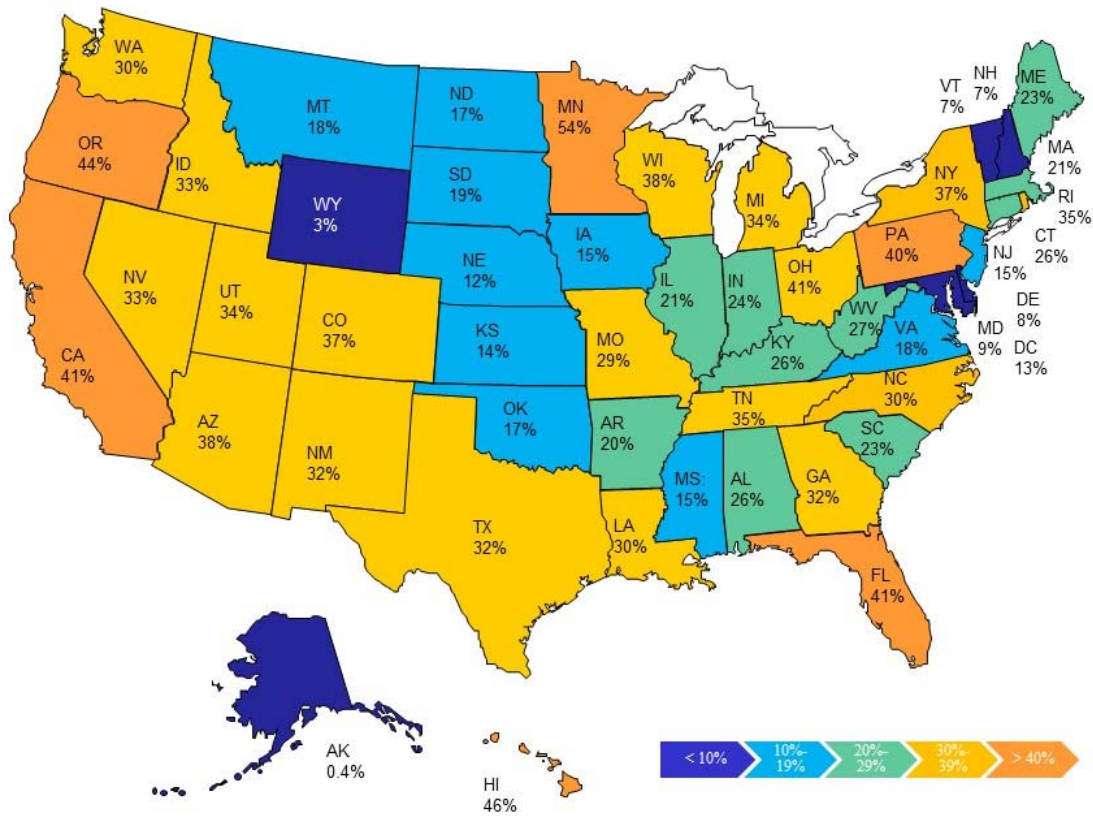 WA
30%
OR
44%
CA
41%
ID
33%
NV
33%
MT
18%
WY
3%
UT
34%
CO
37%
AZ
38%
NM
32%
ND
17%
SD
19%
NE
12%
KS
14%
OK
17%
TX
32%
MN
54%
IA
15%
MO
29%
AR
20%
LA
30%
WI
38%
IL
21%
MS:
15%
MI
34%
IN
24%
KY
26%
TN
35%
AL
26%
OH
41%
WV
27%
GA
32%
FL
41%
SC
23%
NC
30%
VA
18%
PA
40%
NY
37%
VT
7%
NH
7%
ME
23%
MA
21%
RI
35%
CT
26%
NJ
15%
DE
8%
MD
9%
DC
13%
AK
0.4%
HI
46%
< 10%
10%-
19%
20%-
29%
30%-
39%
> 40%